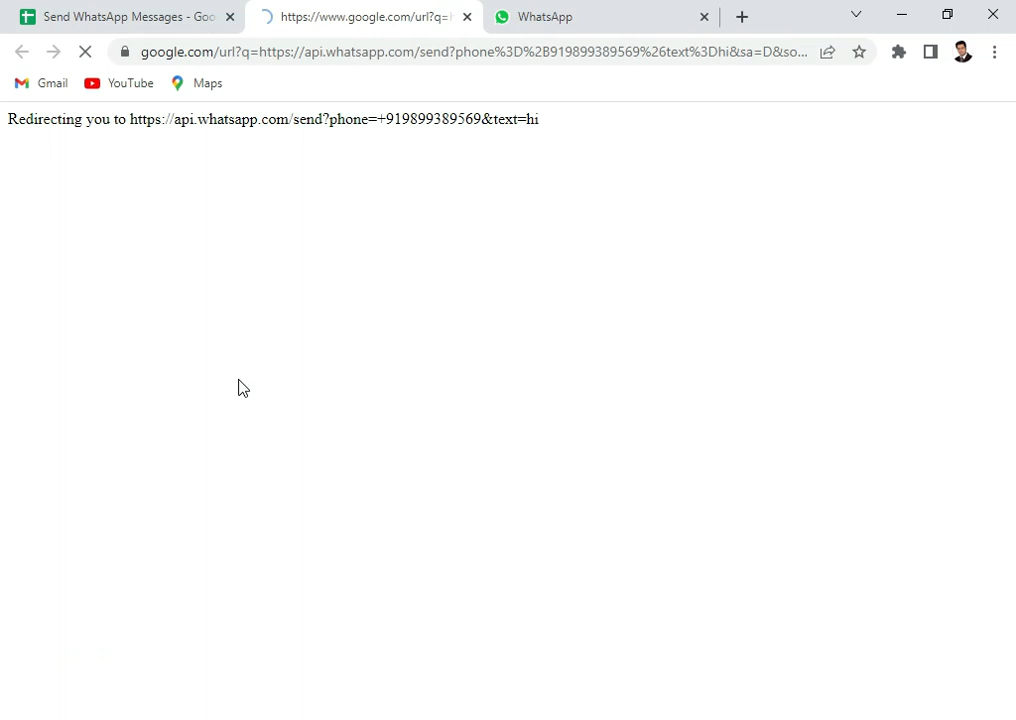 Send WhatsApp Messages - Goo
https://www.google.com/url?q=h
WhatsApp
google.com/url?q=https://api.whatsapp.com/send?phone%3D%2B919899389569%26text%3Dhi&sa=D&so...
Gmail
YouTube
Maps
Redirecting you to https://api.whatsapp.com/send?phone=+919899389569&text=hi